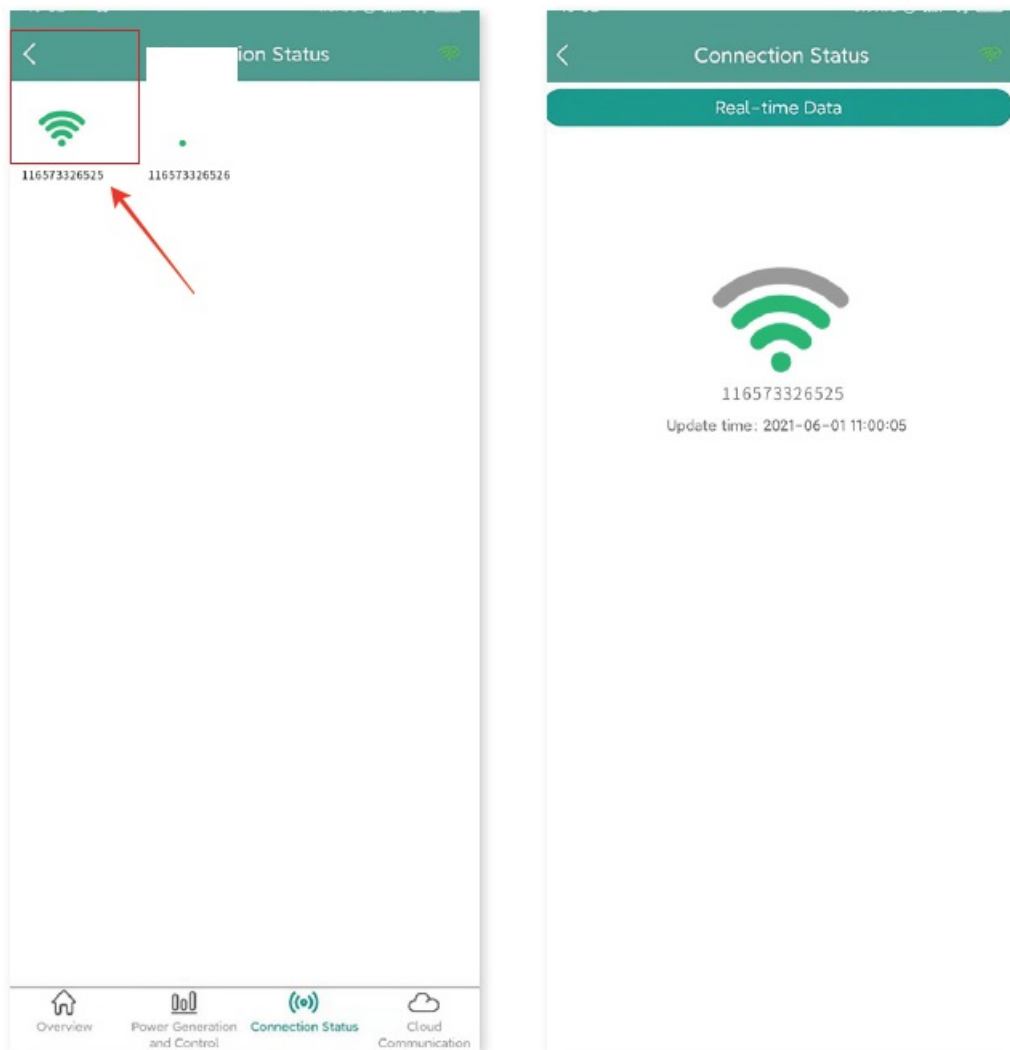 ion Status
116573326525
116573326526
Overview
Power Generation
and Control
Connection Status
Cloud
Communication
Connection Status
Real-time Data
116573326525
Update time: 2021-06-01 11:00:05